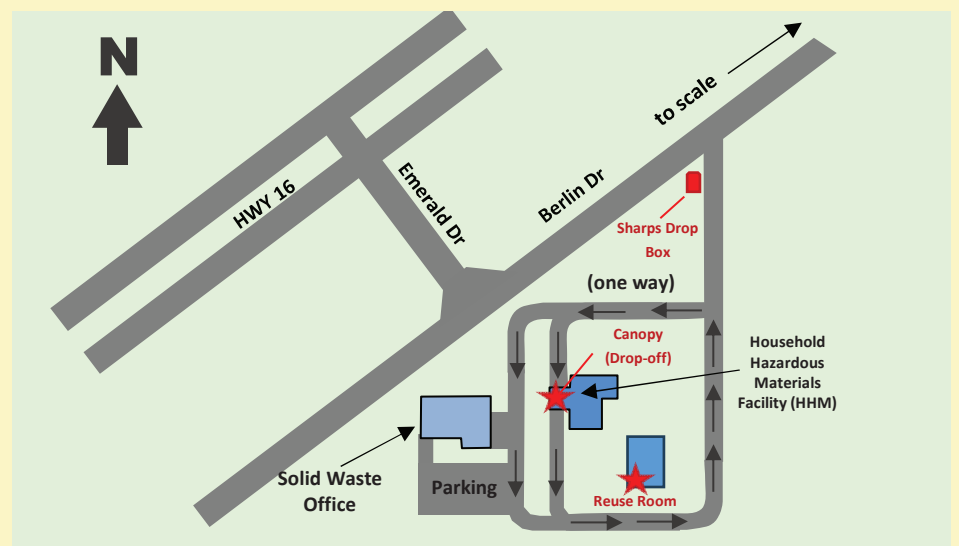 N
to scale
HWY 16
Emerald Dr
Berlin Dr
Sharps Drop
Box
(one way)
Canopy
(Drop-off)
Household
Hazardous
Materials
Facility (HHM)
Solid Waste
Office
Parking
Reuse Room